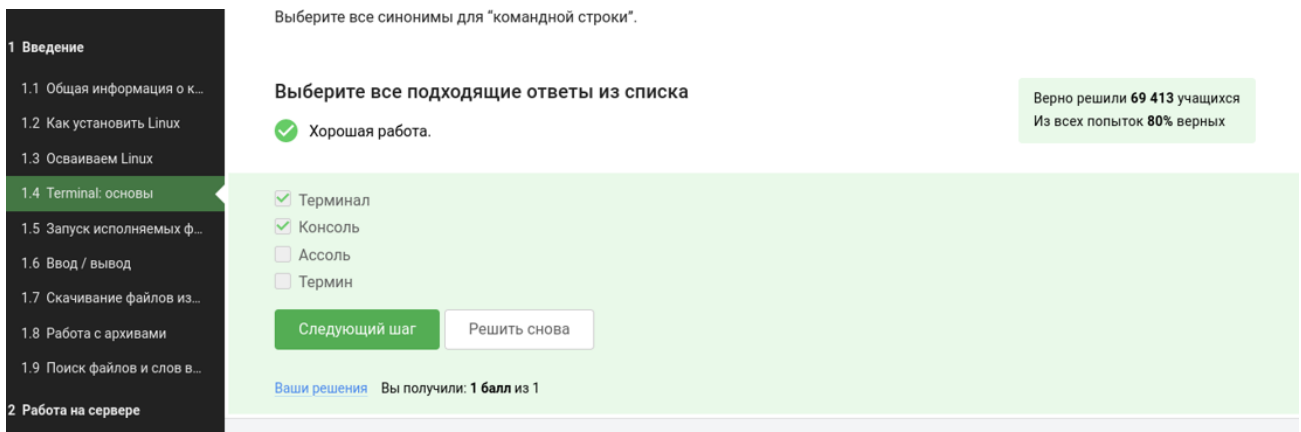 Выберите все синонимы для "командной строки".
1 Введение
1.1 Общая информация о к...
1.2 Как установить Linux
1.3 Осваиваем Linux
1.4 Terminal: основы
1.5 Запуск исполняемых ф...
1.6 Ввод / вывод
1.7 Скачивание файлов из...
1.8 Работа с архивами
1.9 Поиск файлов и слов в...
2 Работа на сервере
Выберите все подходящие ответы из списка
Хорошая работа.
Верно решили 69 413 учащихся
Из всех попыток 80% верных
Терминал
Консоль
Ассоль
Термин
Следующий шаг
Решить снова
Ваши решения Вы получили: 1 балл из 1